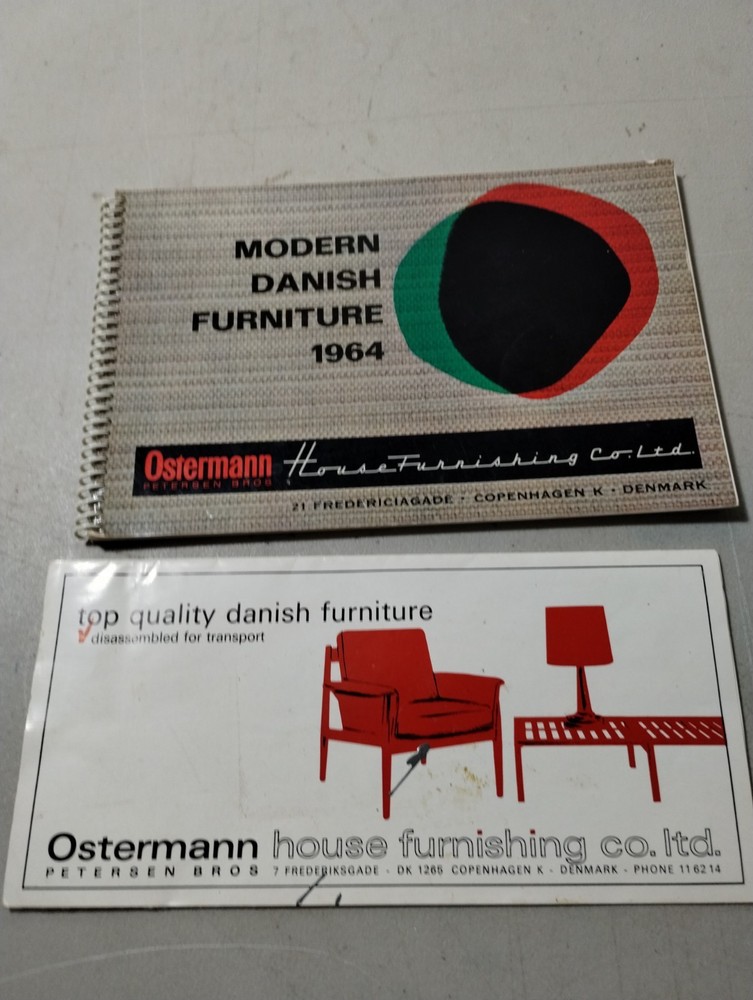 MODERN
DANISH
FURNITURE
1964
Ostermann House Furnishing Co. Ltd.
PETERSEN BROS
21 FREDERICIAGADE · COPENHAGEN K · DENMARK
top quality danish furniture
disassembled for transport
Ostermann house furnishing co. ltd.
PETERSEN BROS 7 FREDERIKSGADE - DK 1265 COPENHAGEN K - DENMARK - PHONE 116214